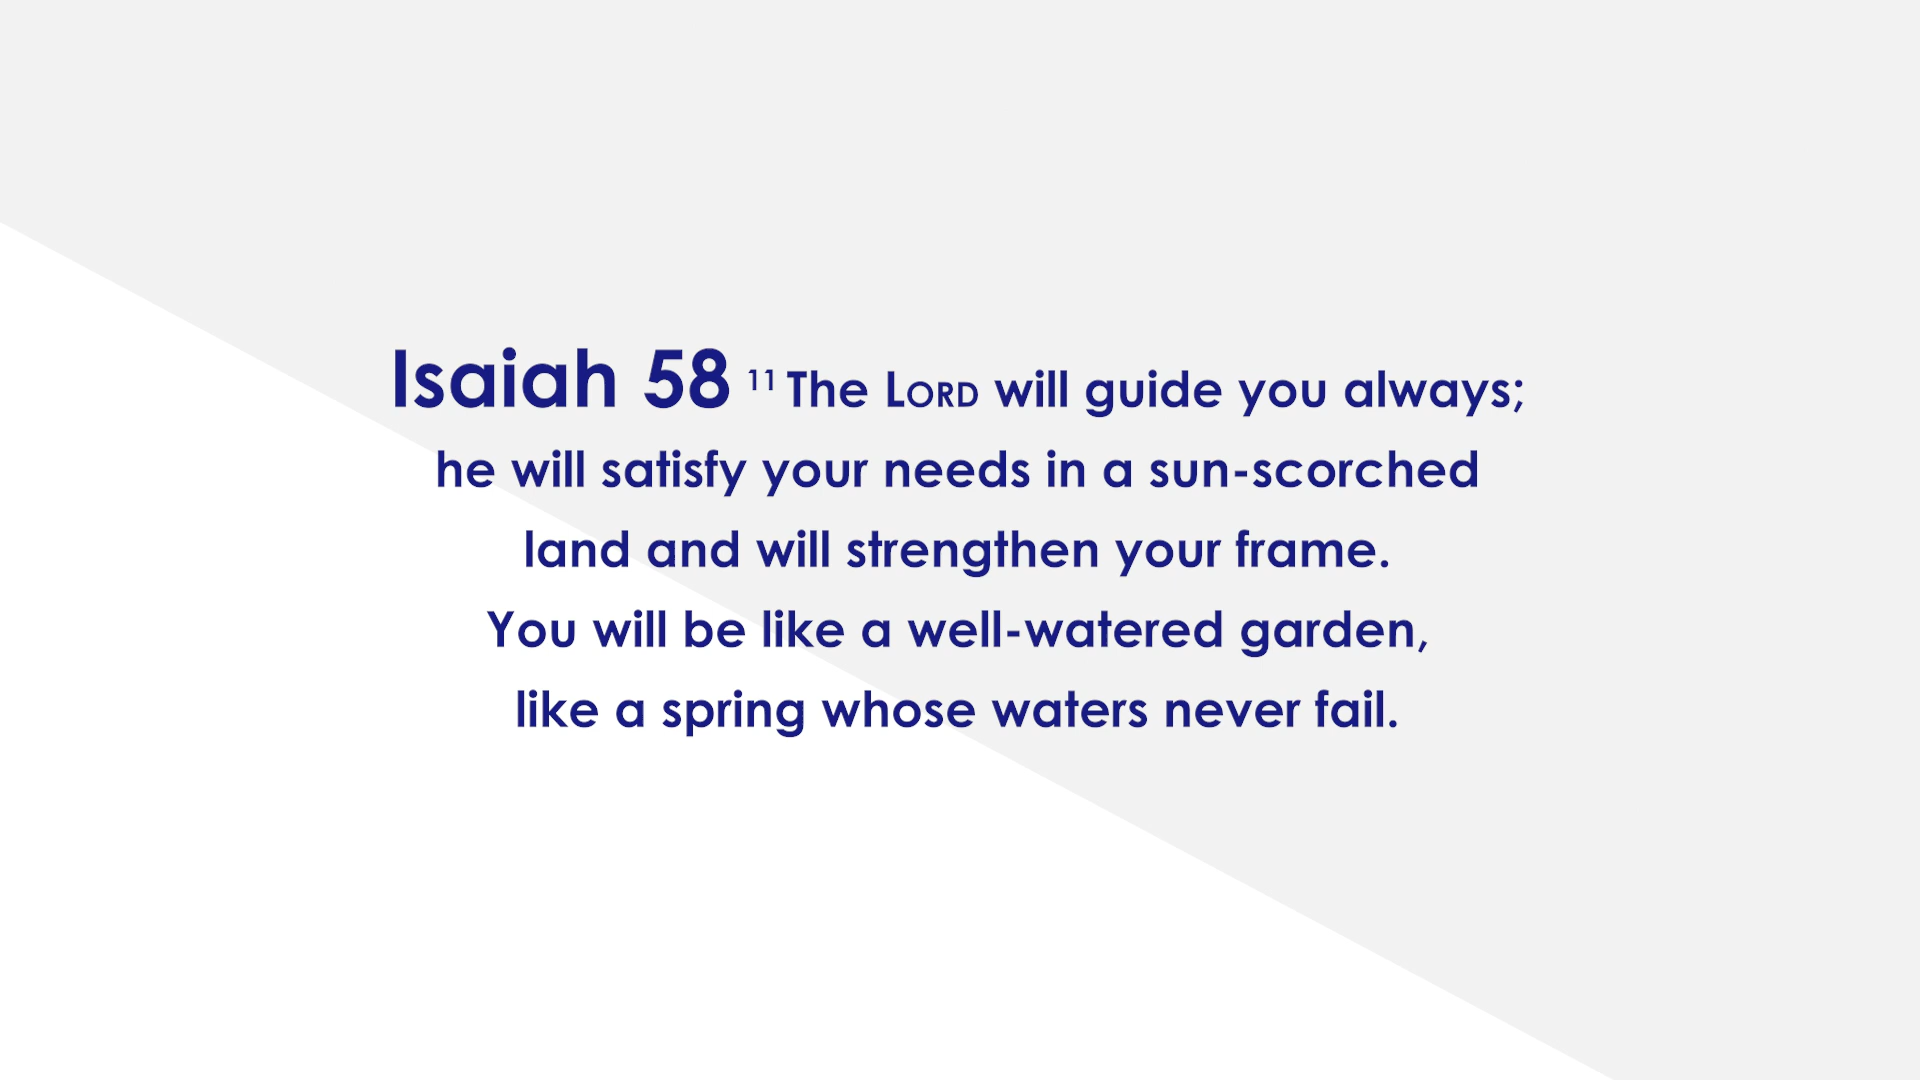 Isaiah 58 11 The LORD will guide you always;
he will satisfy your needs in a sun-scorched
land and will strengthen your frame.
You will be like a well-watered garden,
like a spring whose waters never fail.